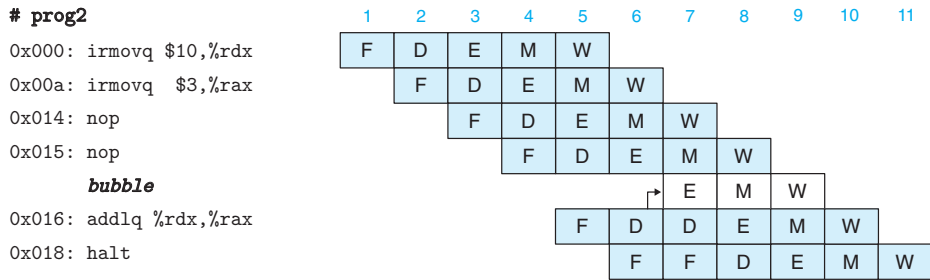 # prog2 1 2 3 4 5 6 7 8 9 10 11
0x000: irmovq $10,%rdx F D E M W
0x00a: irmovq $3,%rax F D E M W
0x014: nop F D E M W
0x015: nop F D E M W
bubble E M W
0x016: addlq %rdx,%rax F D D E M W
0x018: halt F F D E M W